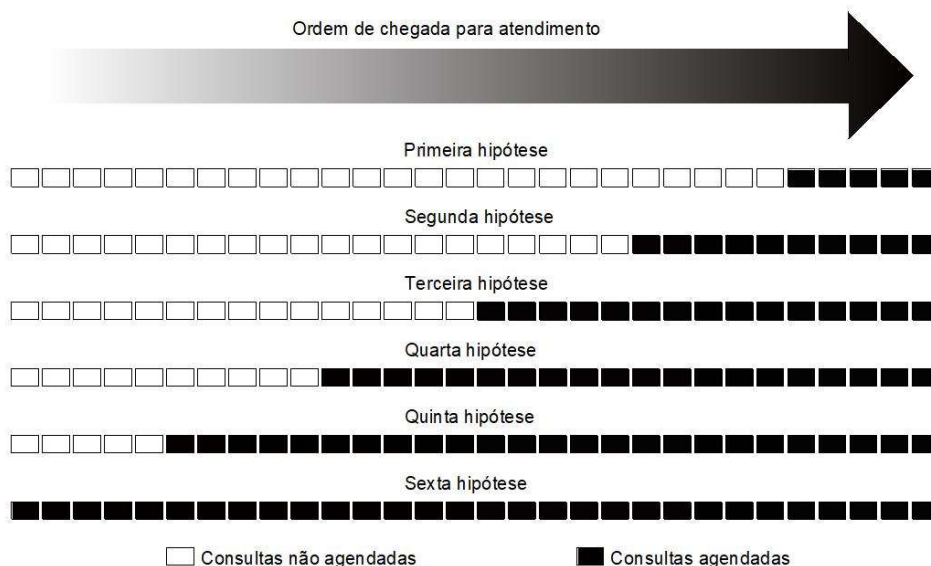 Ordem de chegada para atendimento
Primeira hipótese
Segunda hipótese
Terceira hipótese
Quarta hipótese
Quinta hipótese
Sexta hipótese
Consultas não agendadas
Consultas agendadas